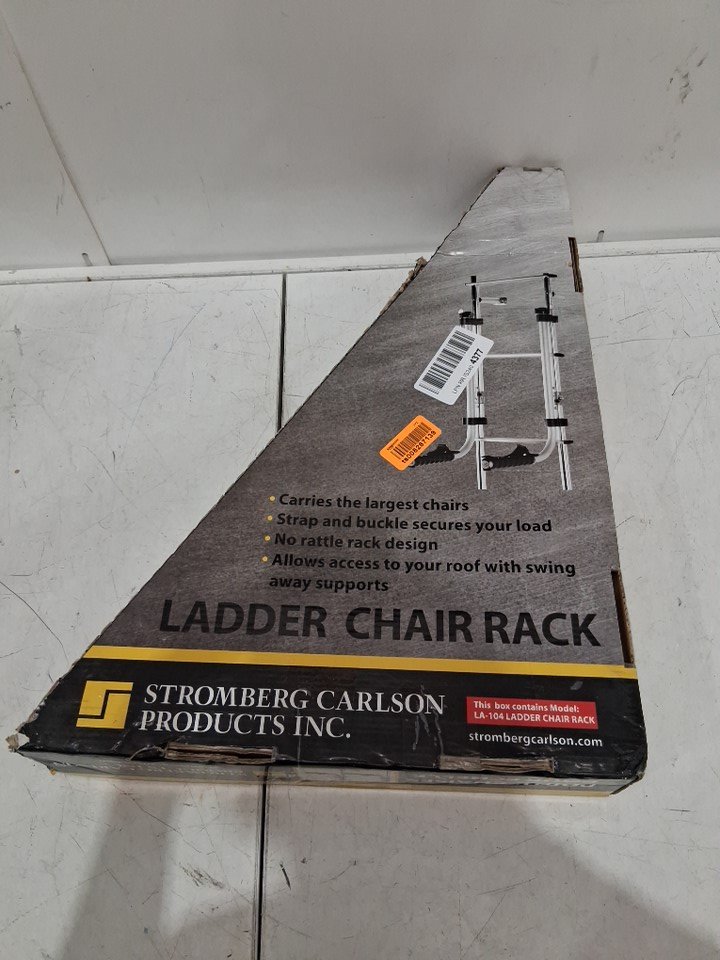 4377
• Carries the largest chairs
• Strap and buckle secures your load
• No rattle rack design
• Allows access to your roof with swing
away supports
LADDER CHAIR RACK
STROMBERG CARLSON
PRODUCTS INC.
This box contains Model:
LA-104 LADDER CHAIR RACK
strombergcarlson.com